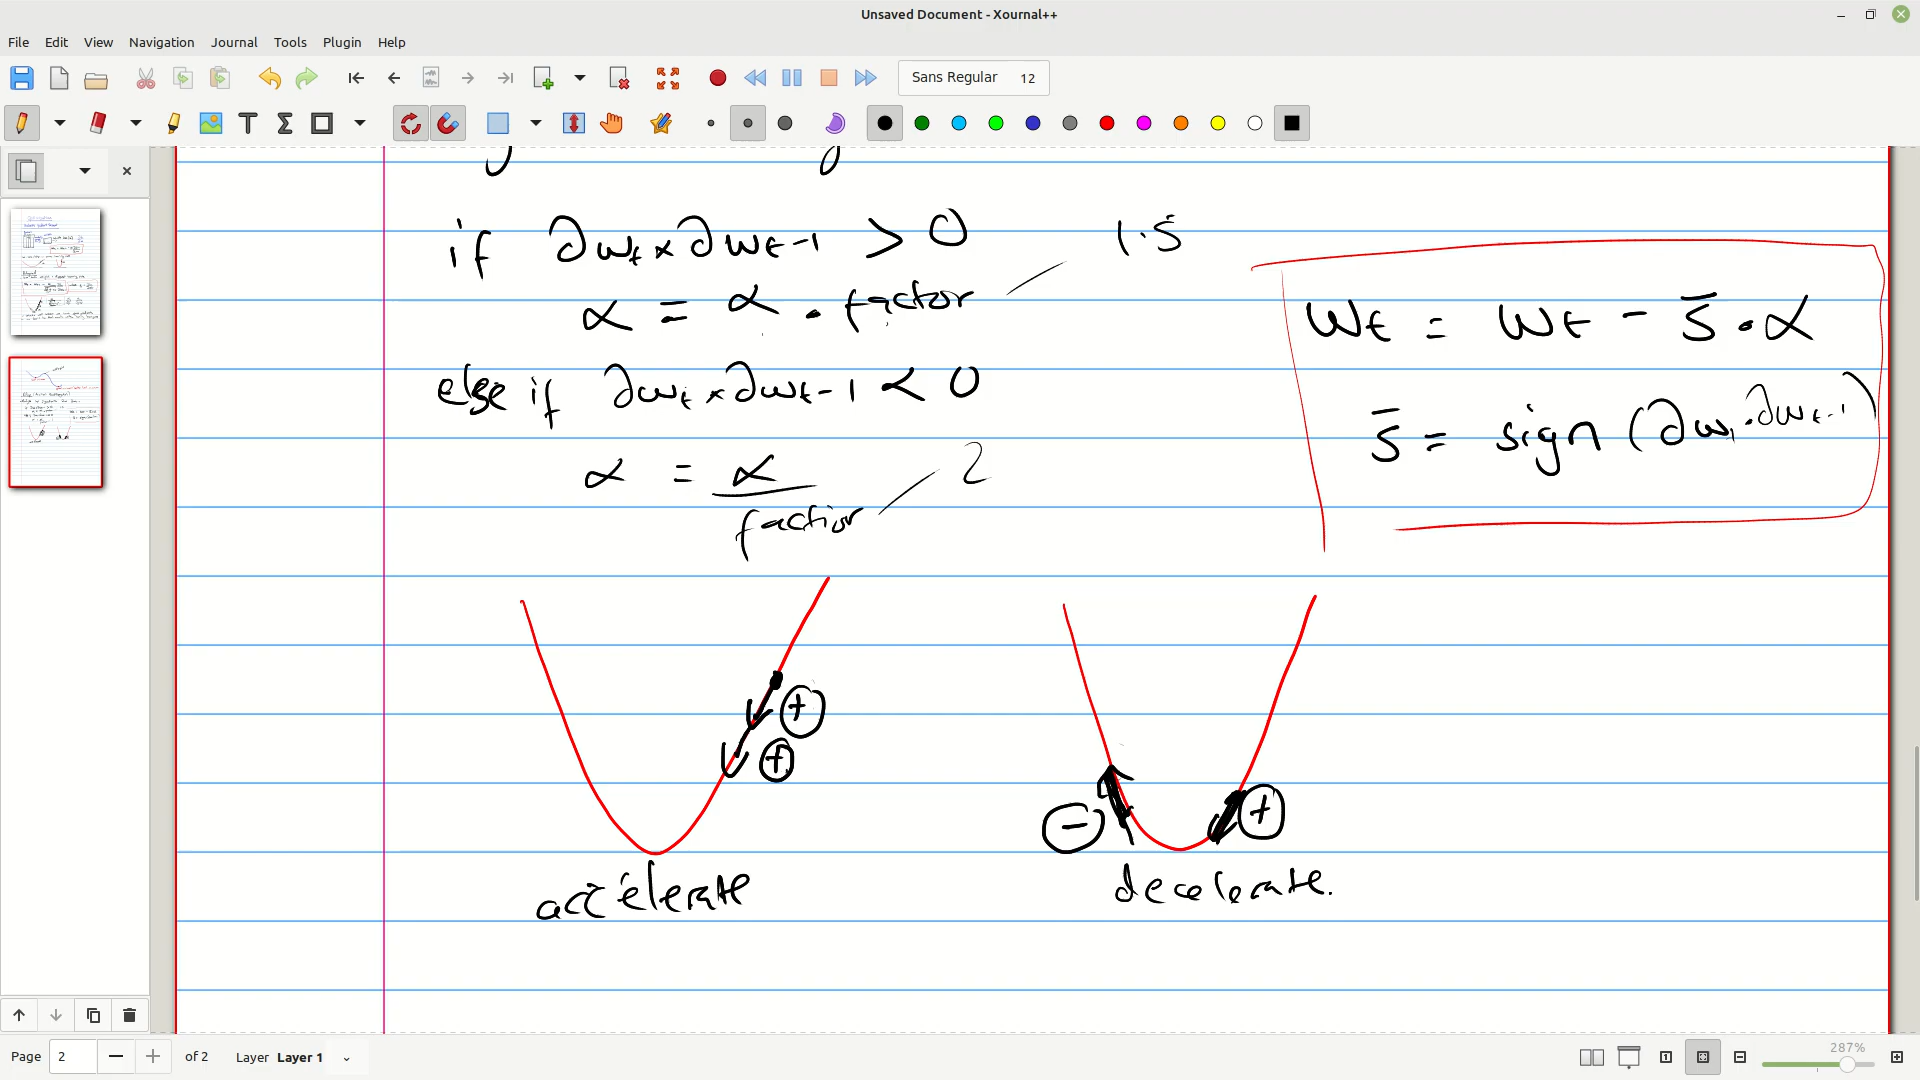 Unsaved Document - Xournal++
File Edit View Navigation Journal Tools Plugin Help
Sans Regular 12
if ∂wt × ∂wt-1 > 0 1.5
α = α . factor
wt = wt - s̄ . α
else if ∂wt × ∂wt-1 < 0
s̄ = sign (∂wt . ∂wt-1)
α = α / factor 2
+
+
- +
accelerate decelerate.
Page 2 of 2 Layer Layer 1 287%